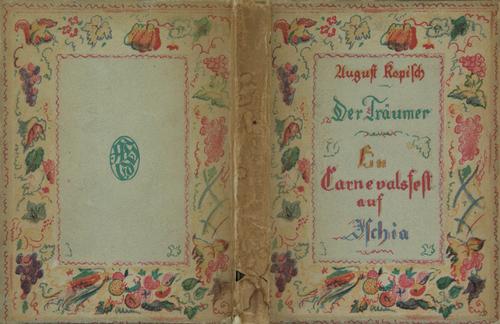 August Kopisch
Der Träumer
Ein
Carnevalsfest
auf
Ischia